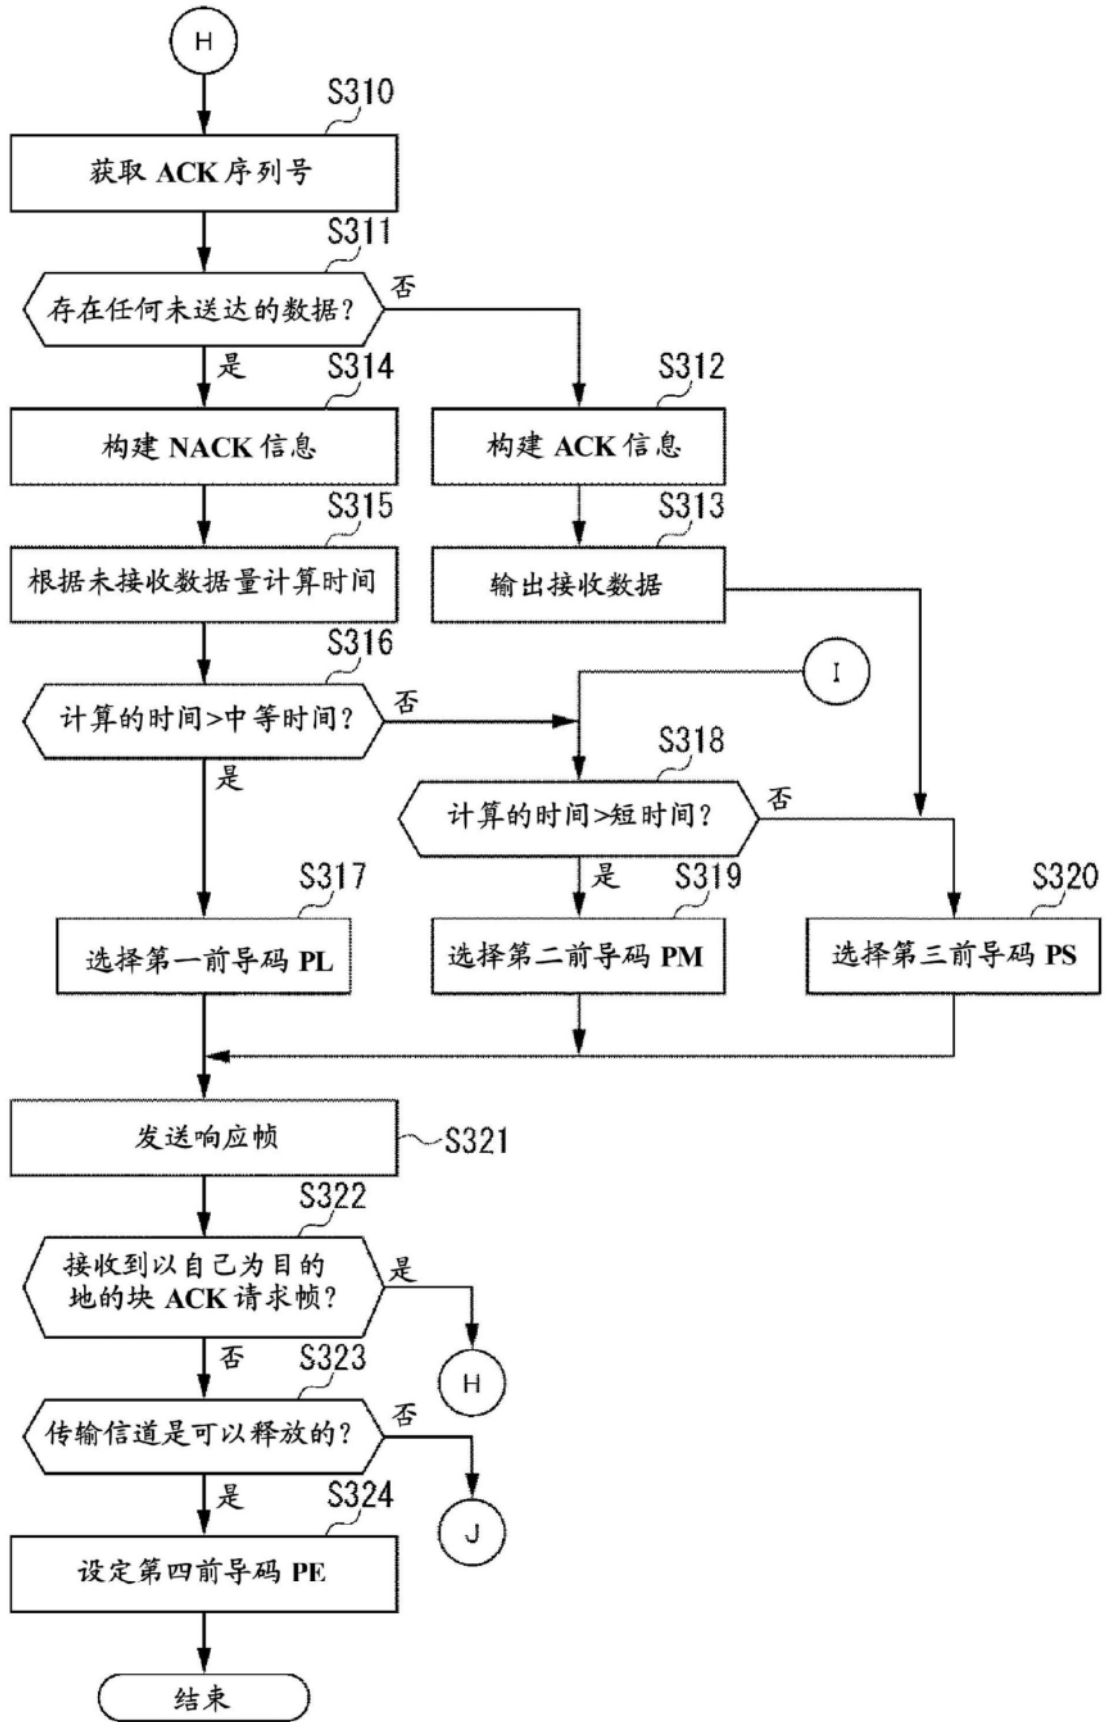 H
S310
获取 ACK 序列号
S311
存在任何未送达的数据?
否
是
S314
S312
构建 NACK 信息
构建 ACK 信息
S315
S313
根据未接收数据量计算时间
输出接收数据
S316
I
计算的时间>中等时间?
否
是
S318
计算的时间>短时间?
否
是
S317
S319
S320
选择第一前导码 PL
选择第二前导码 PM
选择第三前导码 PS
发送响应帧
S321
S322
接收到以自己为目的
地的块 ACK 请求帧?
是
否
H
S323
传输信道是可以释放的?
否
是
S324
J
设定第四前导码 PE
结束